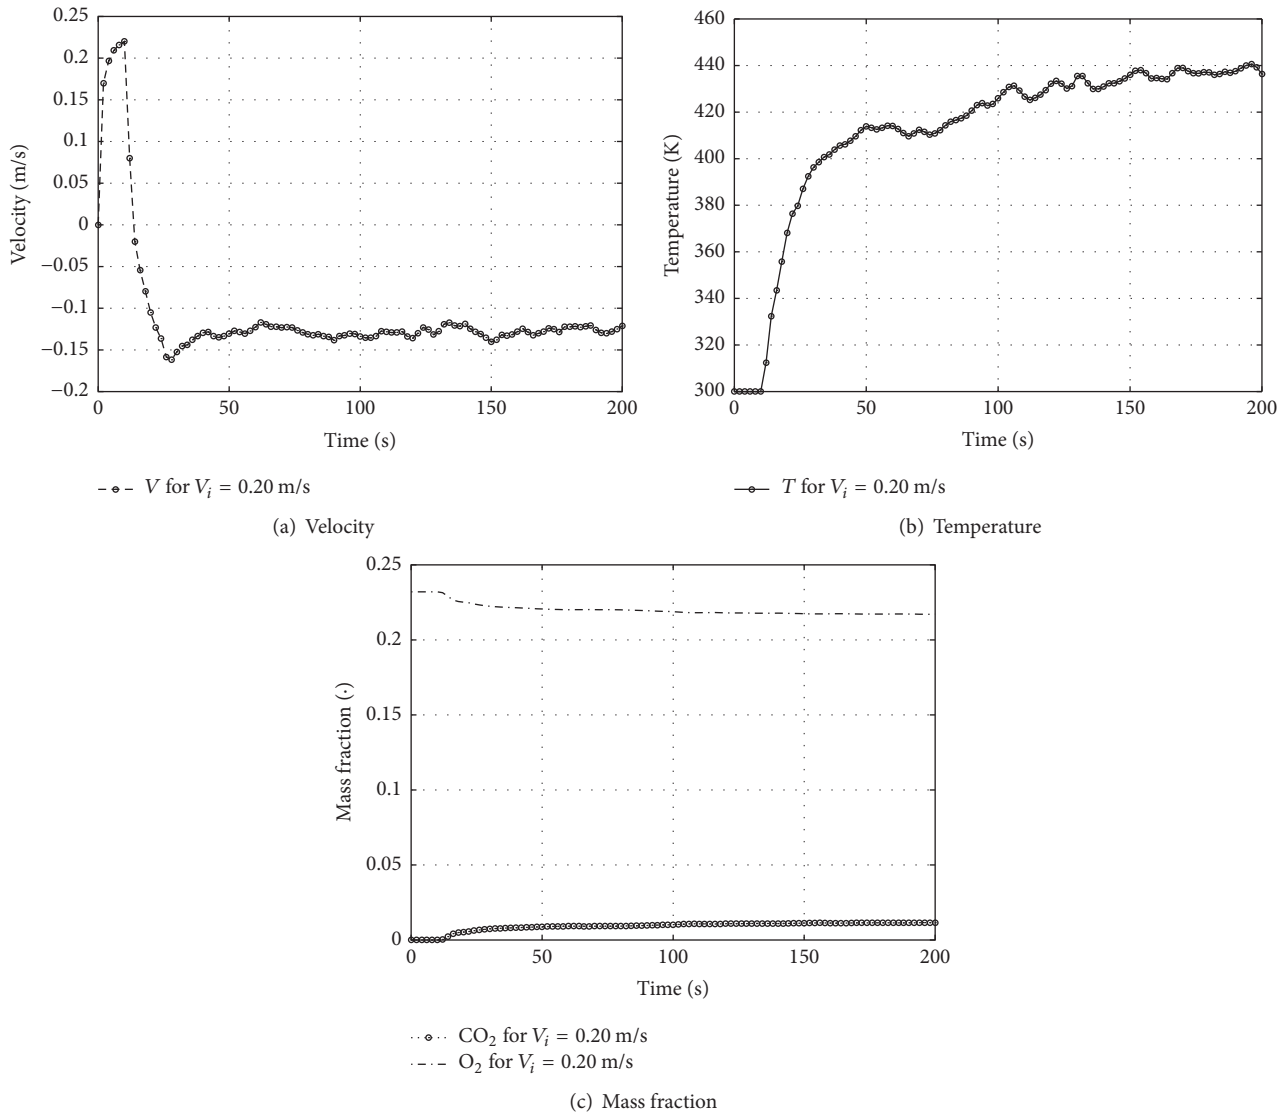 0.25
0.2
0.15
0.1
0.05
0
−0.05
−0.1
−0.15
−0.2
Velocity (m/s)
0 50 100 150 200
Time (s)
V for V_i = 0.20 m/s
(a) Velocity
460
440
420
400
380
360
340
320
300
Temperature (K)
0 50 100 150 200
Time (s)
T for V_i = 0.20 m/s
(b) Temperature
0.25
0.2
0.15
0.1
0.05
0
Mass fraction (·)
0 50 100 150 200
Time (s)
CO₂ for V_i = 0.20 m/s
O₂ for V_i = 0.20 m/s
(c) Mass fraction